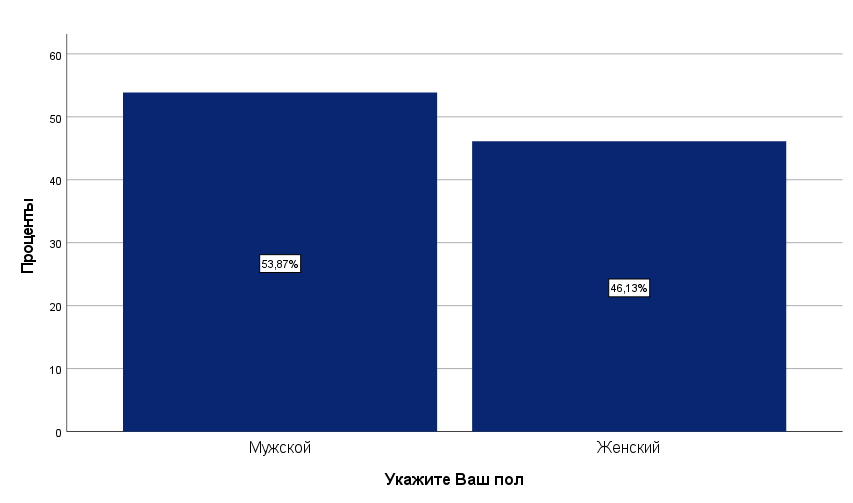 Проценты
60
50
40
30
20
10
0
53,87%
46,13%
Мужской
Женский
Укажите Ваш пол